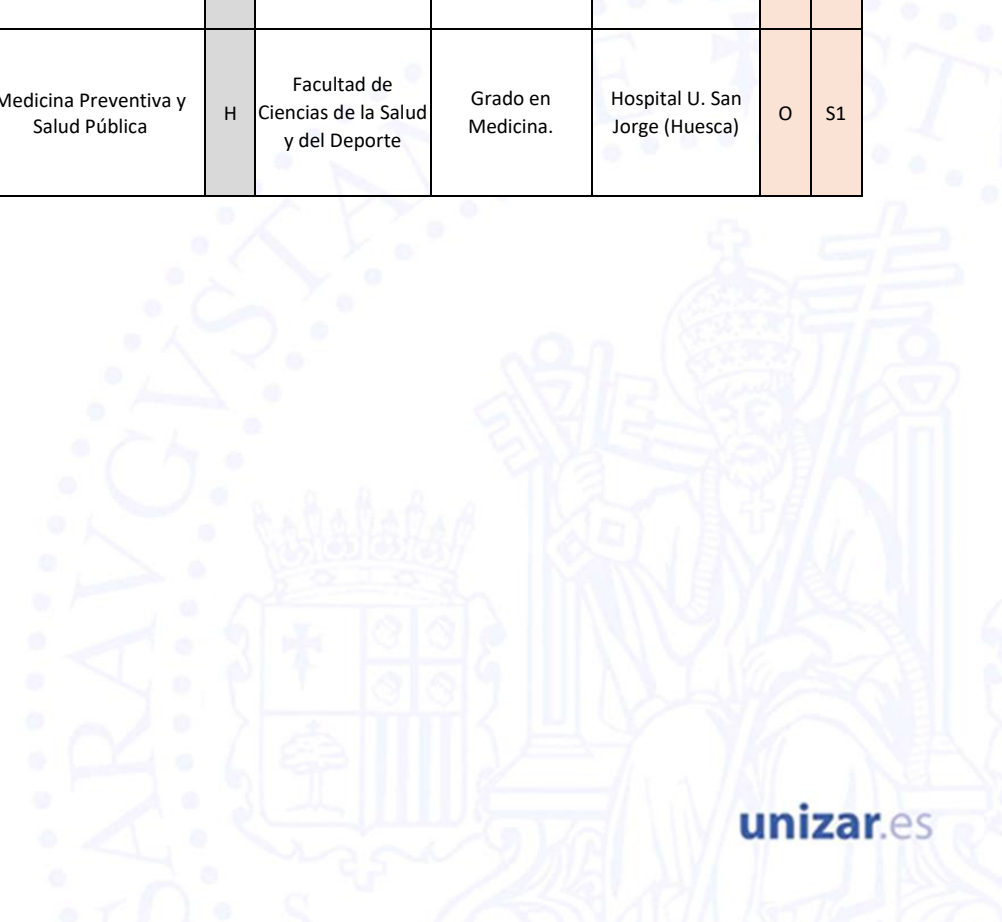 Medicina Preventiva y
Salud Pública
H
Facultad de
Ciencias de la Salud
y del Deporte
Grado en
Medicina.
Hospital U. San
Jorge (Huesca)
O
S1
unizar.es